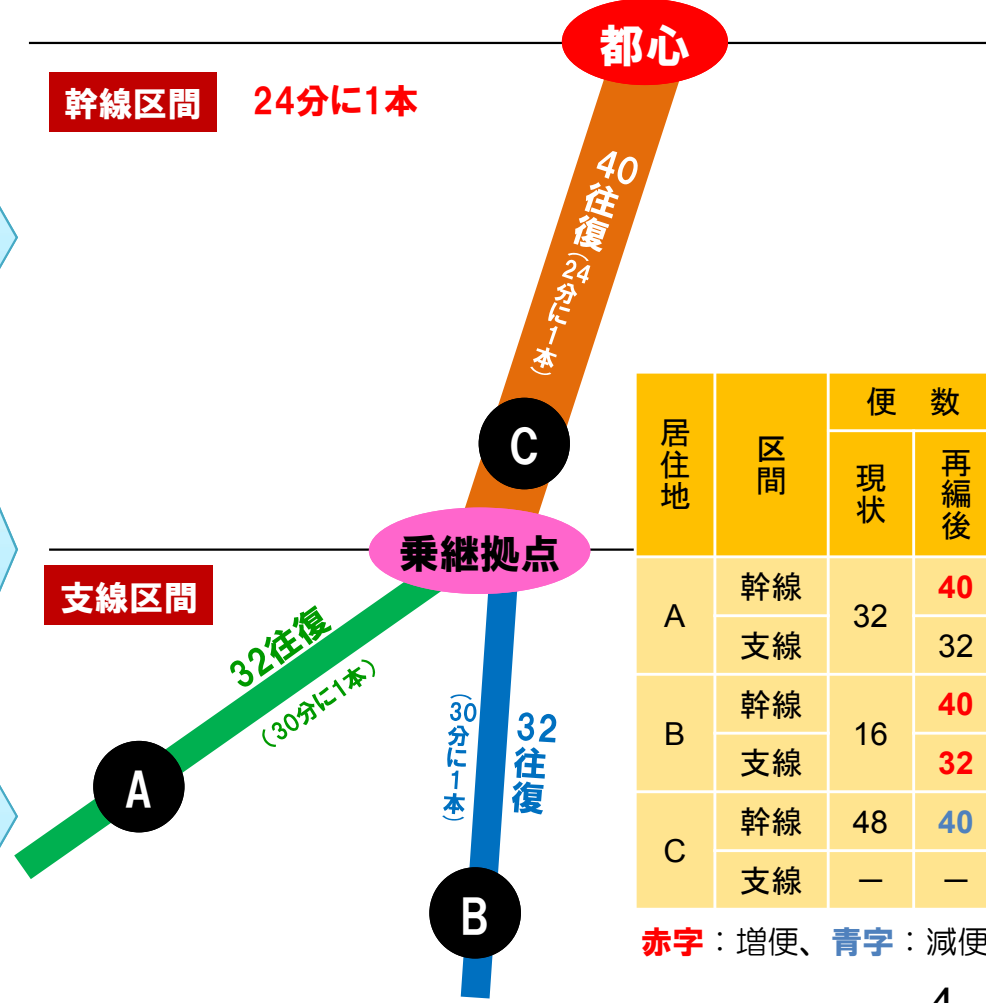 都心
幹線区間 24分に1本
40往復(24分に1本)
C
乗継拠点
支線区間
32往復
(30分に1本)
A
32往復
(30分に1本)
B
居住地 区間 便 数
現状 再編後
A 幹線 32 40
支線 32
B 幹線 16 40
支線 32
C 幹線 48 40
支線 － －
赤字：増便、青字：減便